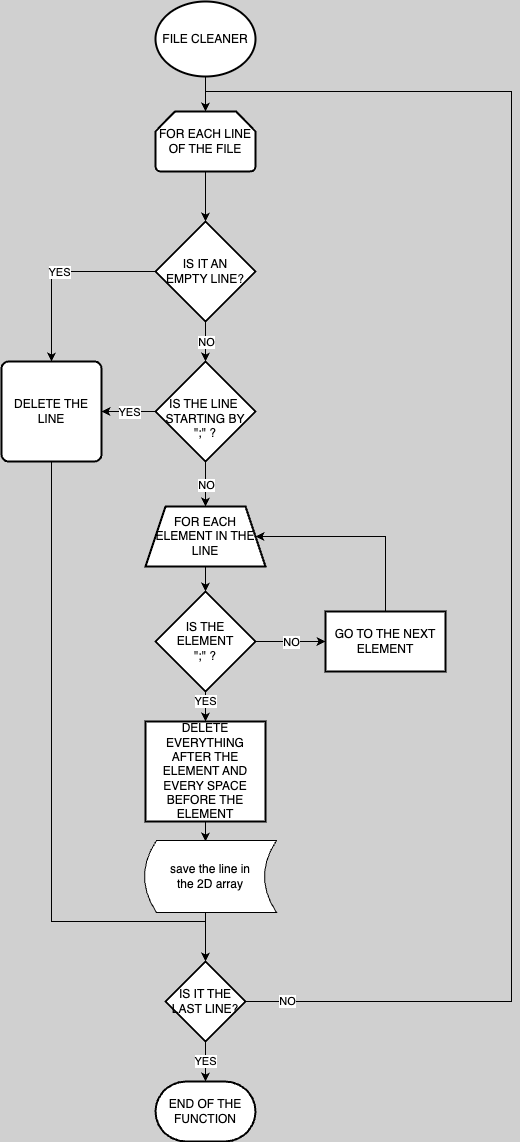 FILE CLEANER
FOR EACH LINE
OF THE FILE
IS IT AN
EMPTY LINE?
YES
NO
DELETE THE
LINE
YES
IS THE LINE
STARTING BY
";" ?
NO
FOR EACH
ELEMENT IN THE
LINE
IS THE
ELEMENT
";" ?
NO
GO TO THE NEXT
ELEMENT
YES
DELETE
EVERYTHING
AFTER THE
ELEMENT AND
EVERY SPACE
BEFORE THE
ELEMENT
save the line in
the 2D array
IS IT THE
LAST LINE?
NO
YES
END OF THE
FUNCTION